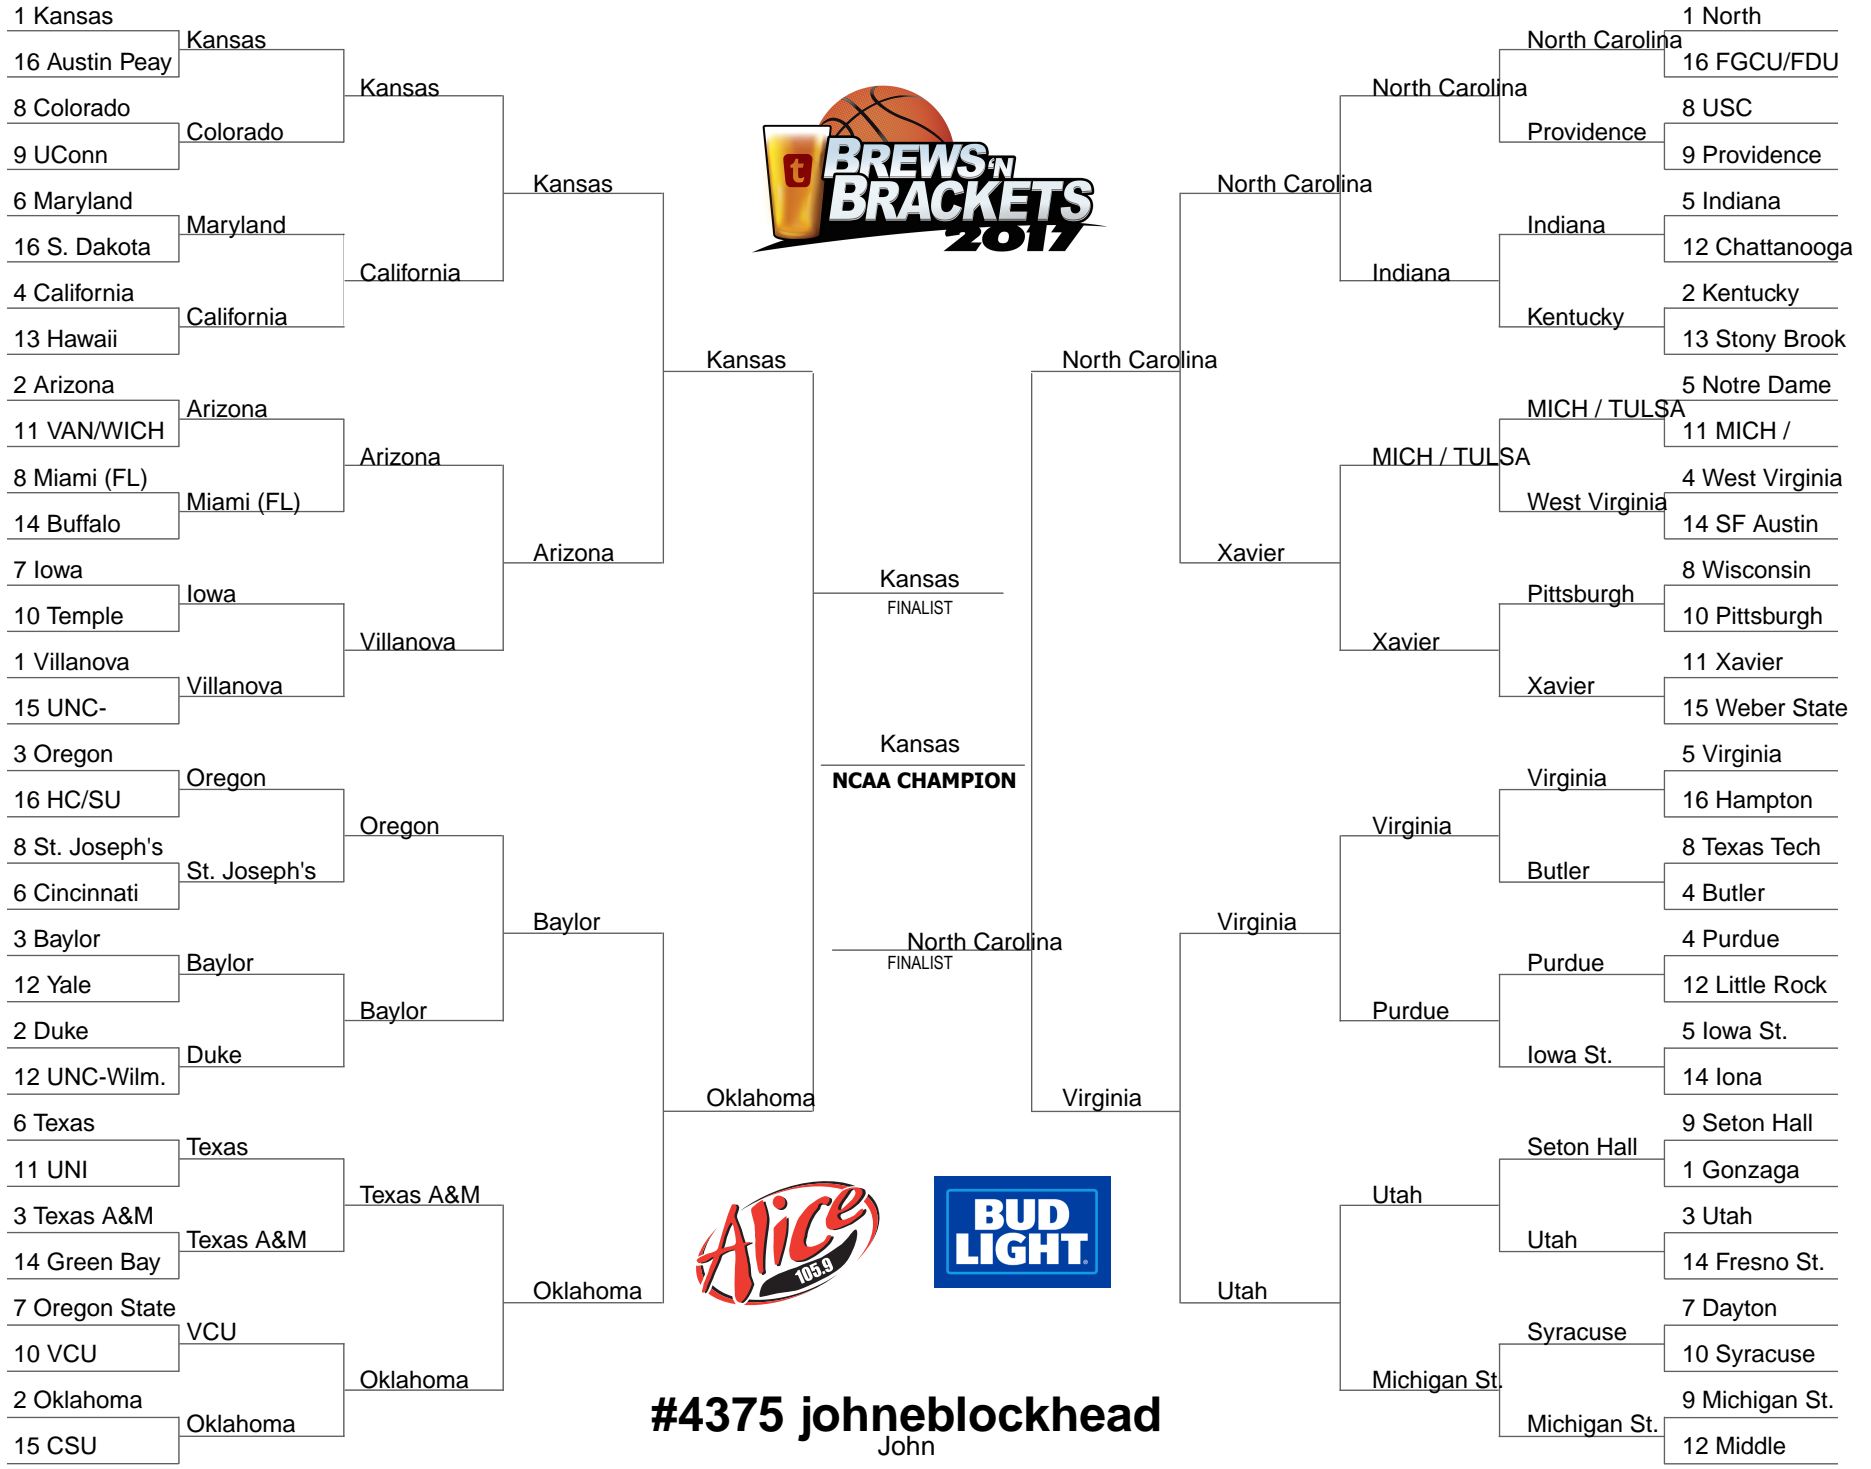 1 Kansas
16 Austin Peay
8 Colorado
9 UConn
6 Maryland
16 S. Dakota
4 California
13 Hawaii
2 Arizona
11 VAN/WICH
8 Miami (FL)
14 Buffalo
7 Iowa
10 Temple
1 Villanova
15 UNC-
3 Oregon
16 HC/SU
8 St. Joseph's
6 Cincinnati
3 Baylor
12 Yale
2 Duke
12 UNC-Wilm.
6 Texas
11 UNI
3 Texas A&M
14 Green Bay
7 Oregon State
10 VCU
2 Oklahoma
15 CSU
Kansas
Colorado
Maryland
California
Arizona
Miami (FL)
Iowa
Villanova
Oregon
St. Joseph's
Baylor
Duke
Texas
Texas A&M
VCU
Oklahoma
Kansas
California
Arizona
Villanova
Oregon
Baylor
Texas A&M
Oklahoma
Kansas
Arizona
Baylor
Oklahoma
Kansas
Oklahoma
t
BREWS 'N
BRACKETS
2017
Kansas
FINALIST
Kansas
NCAA CHAMPION
North Carolina
FINALIST
Alice
105.9
BUD
LIGHT
#4375 johneblockhead
John
North Carolina
Virginia
North Carolina
Xavier
Virginia
Utah
North Carolina
Indiana
MICH / TULSA
Xavier
Virginia
Purdue
Utah
Michigan St.
North Carolina
Providence
Indiana
Kentucky
MICH / TULSA
West Virginia
Pittsburgh
Xavier
Virginia
Butler
Purdue
Iowa St.
Seton Hall
Utah
Syracuse
Michigan St.
1 North
16 FGCU/FDU
8 USC
9 Providence
5 Indiana
12 Chattanooga
2 Kentucky
13 Stony Brook
5 Notre Dame
11 MICH /
4 West Virginia
14 SF Austin
8 Wisconsin
10 Pittsburgh
11 Xavier
15 Weber State
5 Virginia
16 Hampton
8 Texas Tech
4 Butler
4 Purdue
12 Little Rock
5 Iowa St.
14 Iona
9 Seton Hall
1 Gonzaga
3 Utah
14 Fresno St.
7 Dayton
10 Syracuse
9 Michigan St.
12 Middle